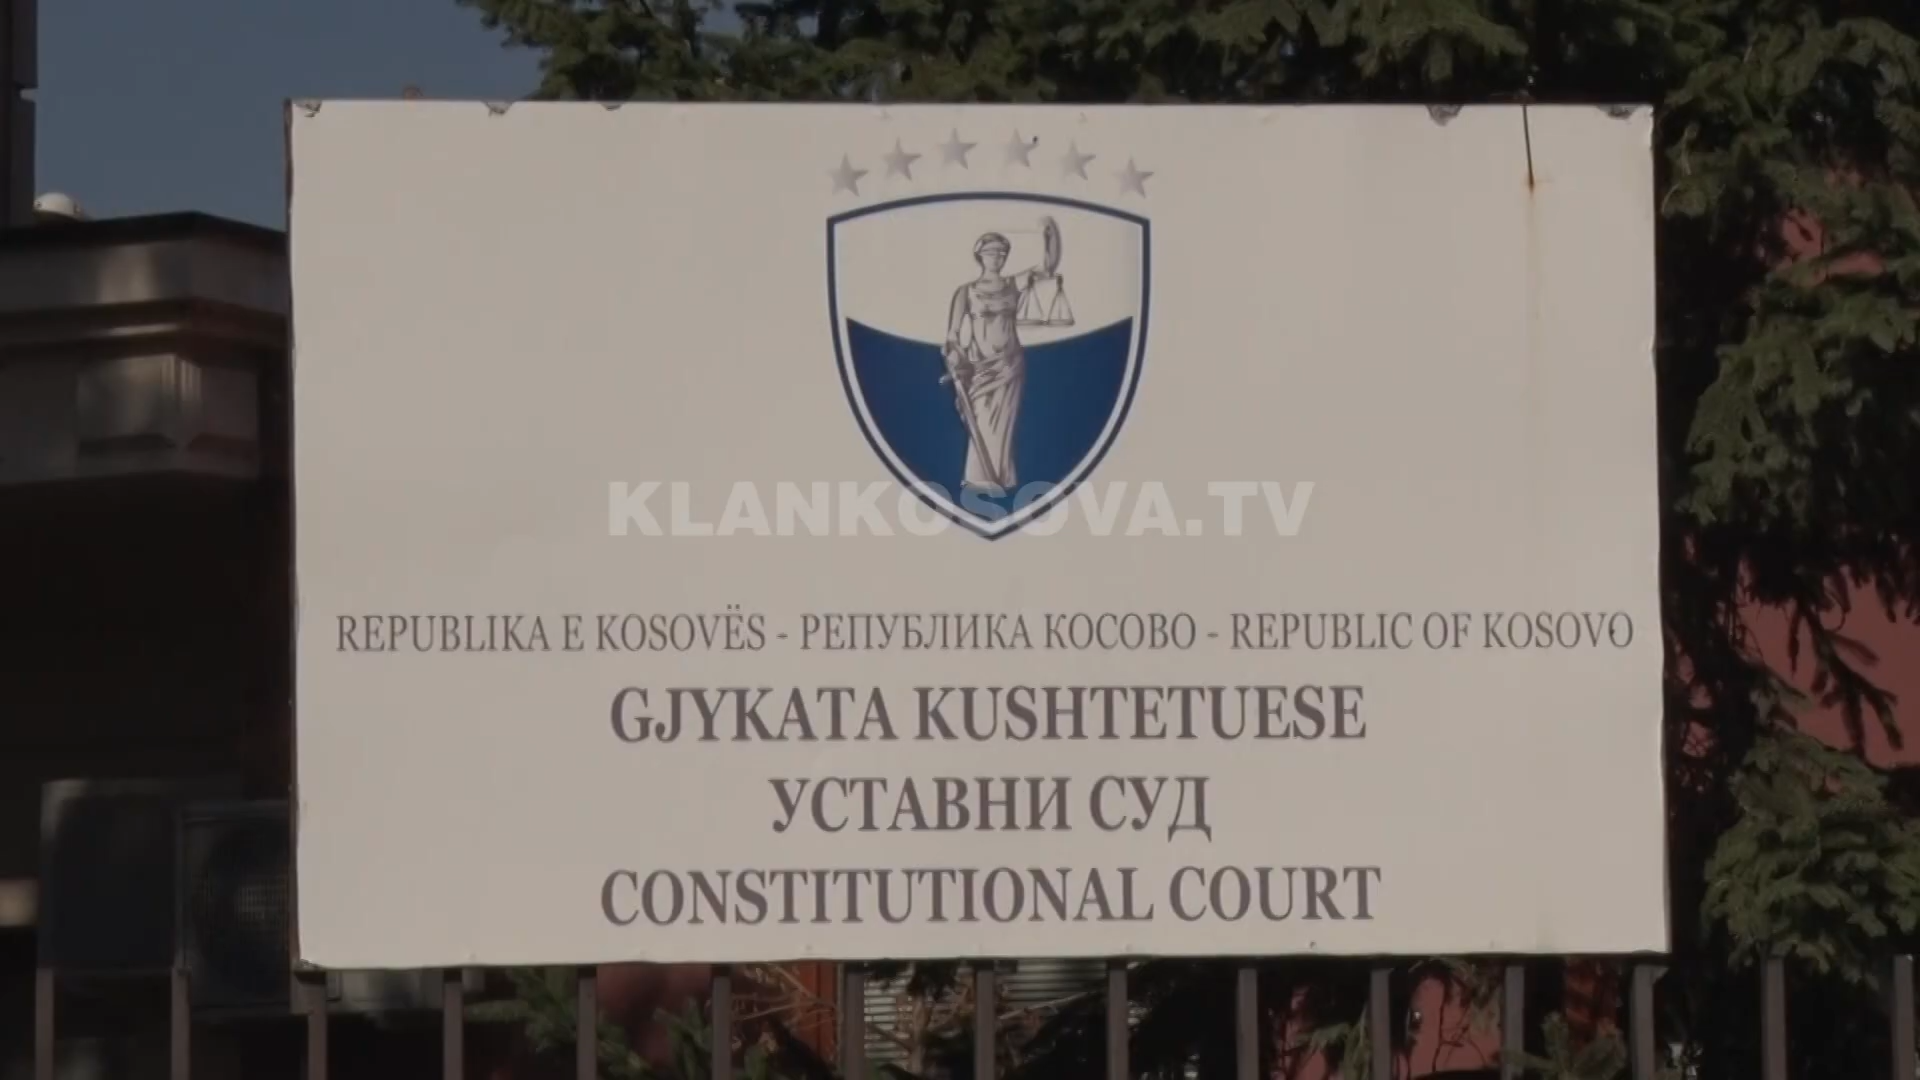 KLANKOSOVA.TV
REPUBLIKA E KOSOVËS - РЕПУБЛИКА КОСОВО - REPUBLIC OF KOSOVO
GJYKATA KUSHTETUESE
УСТАВНИ СУД
CONSTITUTIONAL COURT